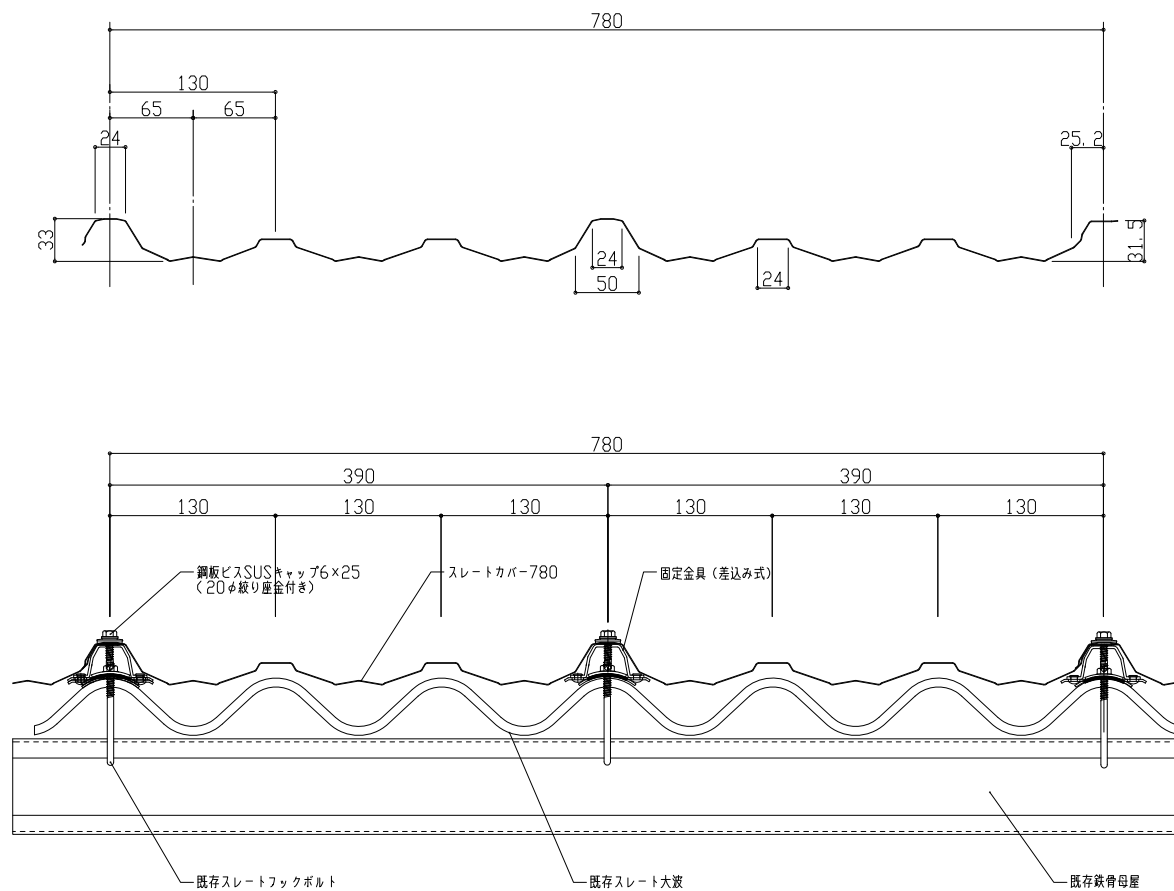 780
130
65
65
24
25.2
33
31.5
24
24
50
780
390
390
130
130
130
130
130
130
鋼板ビスSUSキャップ6×25
(20φ絞り座金付き)
スレートカバー780
固定金具(差込み式)
既存スレートフックボルト
既存スレート大波
既存鉄骨母屋